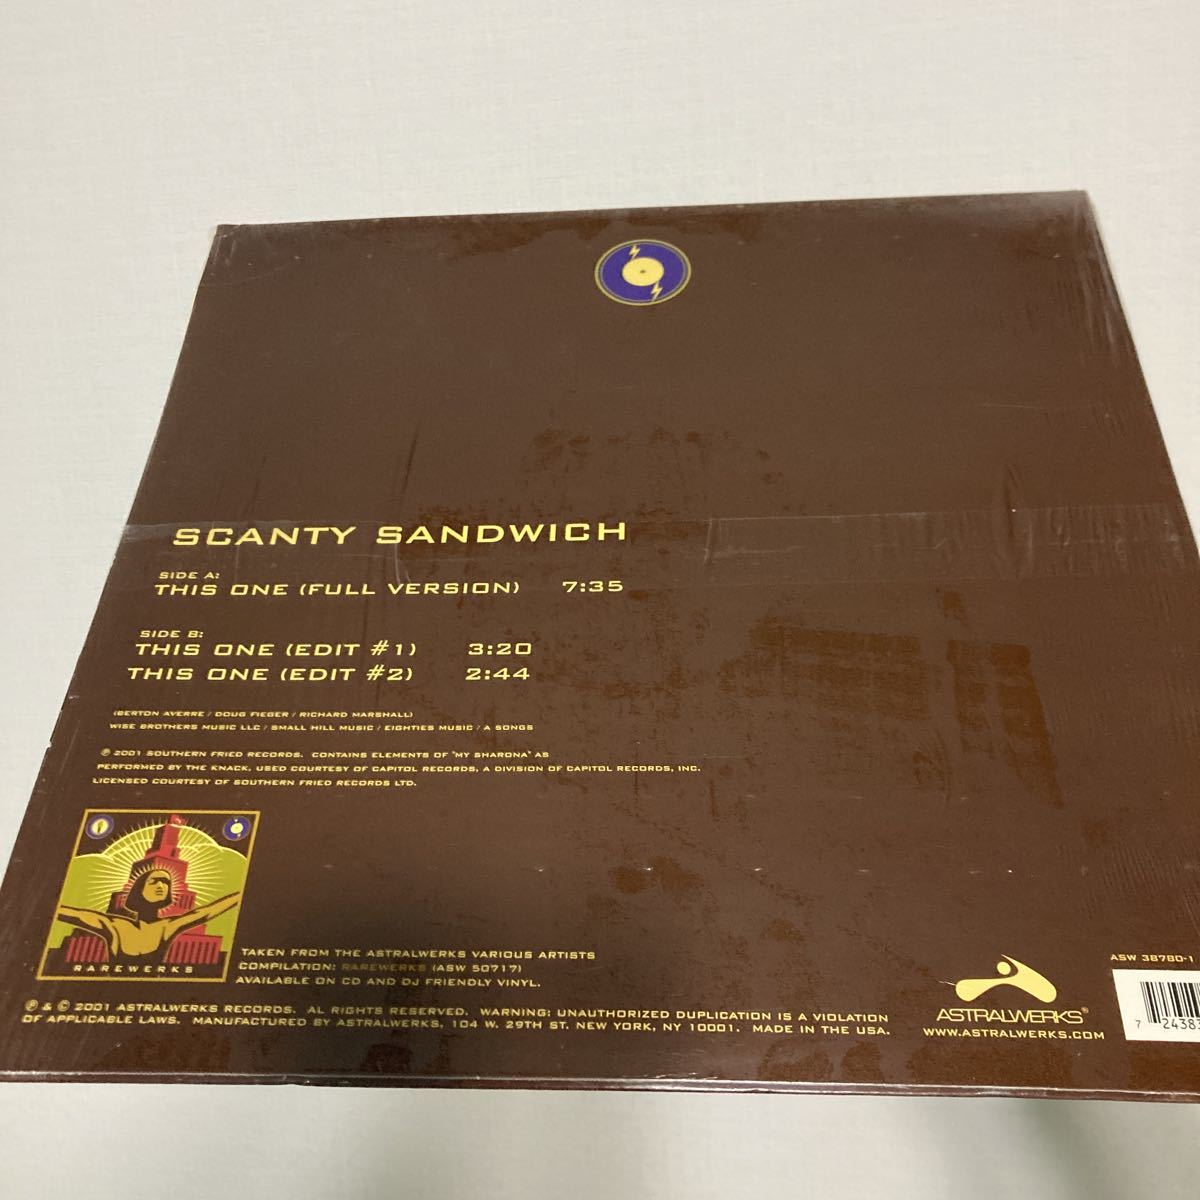 SCANTY SANDWICH
SIDE A:
THIS ONE (FULL VERSION) 7:35
SIDE B:
THIS ONE (EDIT #1) 3:20
THIS ONE (EDIT #2) 2:44
(BERTON AVERRE / DOUG FIEGER / RICHARD MARSHALL)
WISE BROTHERS MUSIC LLC / SMALL HILL MUSIC / EIGHTIES MUSIC / A SONGS
℗ 2001 SOUTHERN FRIED RECORDS. CONTAINS ELEMENTS OF "MY SHARONA" AS
PERFORMED BY THE KNACK. USED COURTESY OF CAPITOL RECORDS, A DIVISION OF CAPITOL RECORDS, INC.
LICENSED COURTESY OF SOUTHERN FRIED RECORDS LTD.
RAREWERKS
TAKEN FROM THE ASTRALWERKS VARIOUS ARTISTS
COMPILATION: RAREWERKS (ASW 50717)
AVAILABLE ON CD AND DJ FRIENDLY VINYL.
℗ & © 2001 ASTRALWERKS RECORDS. ALL RIGHTS RESERVED. WARNING: UNAUTHORIZED DUPLICATION IS A VIOLATION
OF APPLICABLE LAWS. MANUFACTURED BY ASTRALWERKS, 104 W. 29TH ST. NEW YORK, NY 10001. MADE IN THE USA.
ASTRALWERKS®
WWW.ASTRALWERKS.COM
ASW 38780-1
7 24383